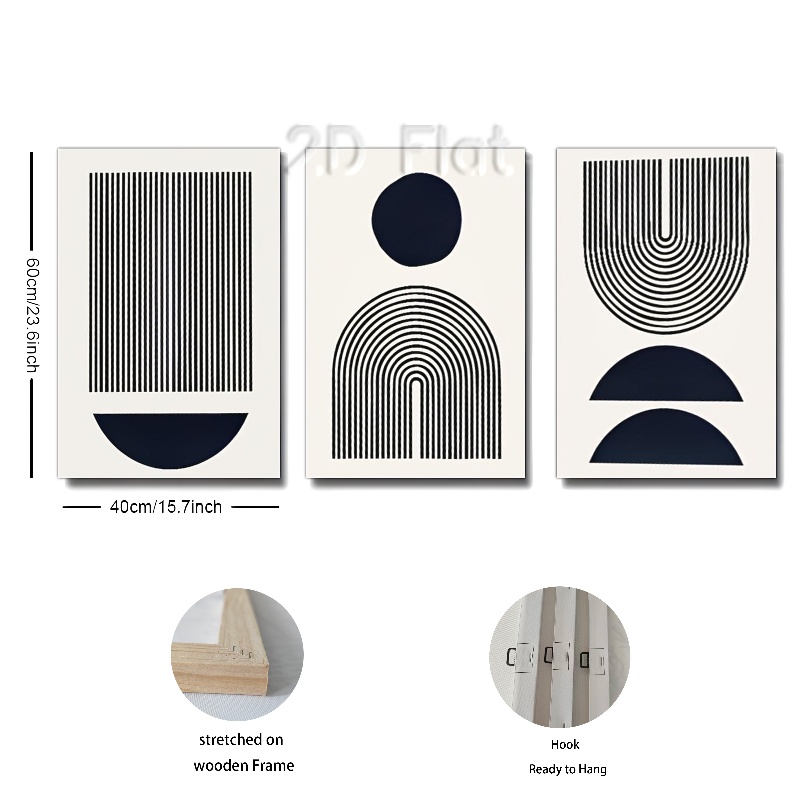 2D Flat
60cm/23.6inch
40cm/15.7inch
stretched on
wooden Frame
Hook
Ready to Hang